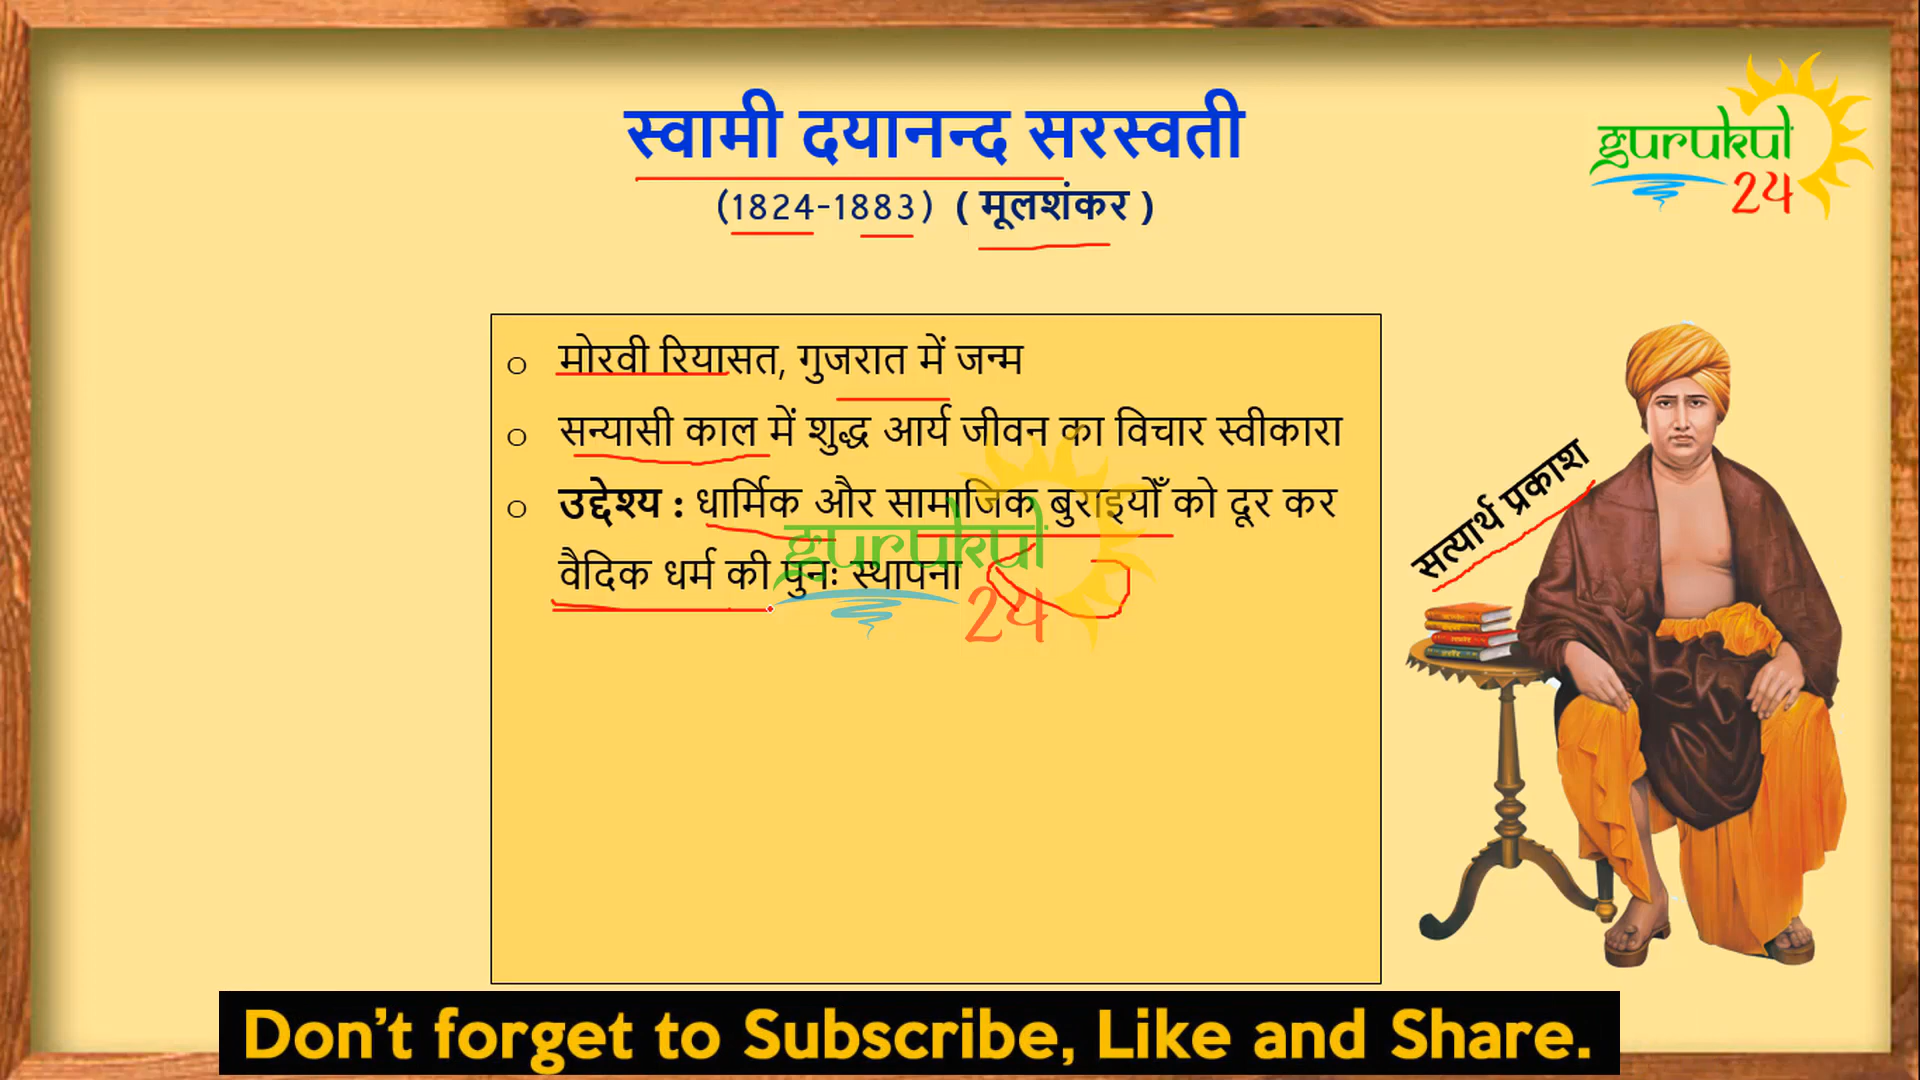 स्वामी दयानन्द सरस्वती
(1824-1883) ( मूलशंकर )
gurukul
24
मोरवी रियासत, गुजरात में जन्म
सन्यासी काल में शुद्ध आर्य जीवन का विचार स्वीकारा
उद्देश्य : धार्मिक और सामाजिक बुराइयोँ को दूर कर
वैदिक धर्म की पुनः स्थापना
gurukul
24
सत्यार्थ प्रकाश
Don't forget to Subscribe, Like and Share.